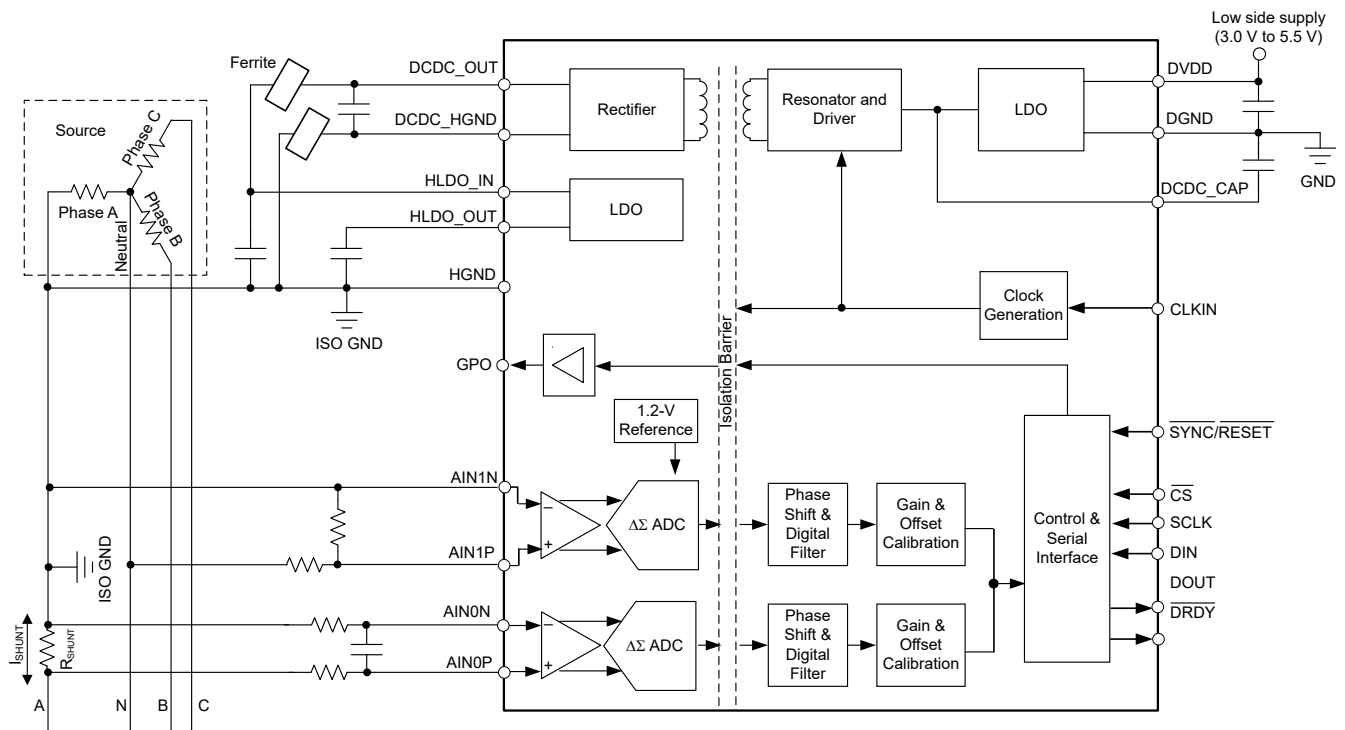 Low side supply
(3.0 V to 5.5 V)
Ferrite
DCDC_OUT
Rectifier
Resonator and
Driver
LDO
DVDD
Source
Phase C
DCDC_HGND
DGND
Phase A
Phase B
Neutral
HLDO_IN
LDO
HLDO_OUT
DCDC_CAP
GND
HGND
ISO GND
Clock
Generation
CLKIN
Isolation Barrier
GPO
1.2-V
Reference
SYNC/RESET
AIN1N
−
+
ΔΣ ADC
Phase
Shift &
Digital
Filter
Gain &
Offset
Calibration
Control &
Serial
Interface
CS
SCLK
DIN
DOUT
DRDY
AIN1P
ISO GND
AIN0N
−
+
ΔΣ ADC
Phase
Shift &
Digital
Filter
Gain &
Offset
Calibration
ISHUNT
RSHUNT
AIN0P
A
N
B
C